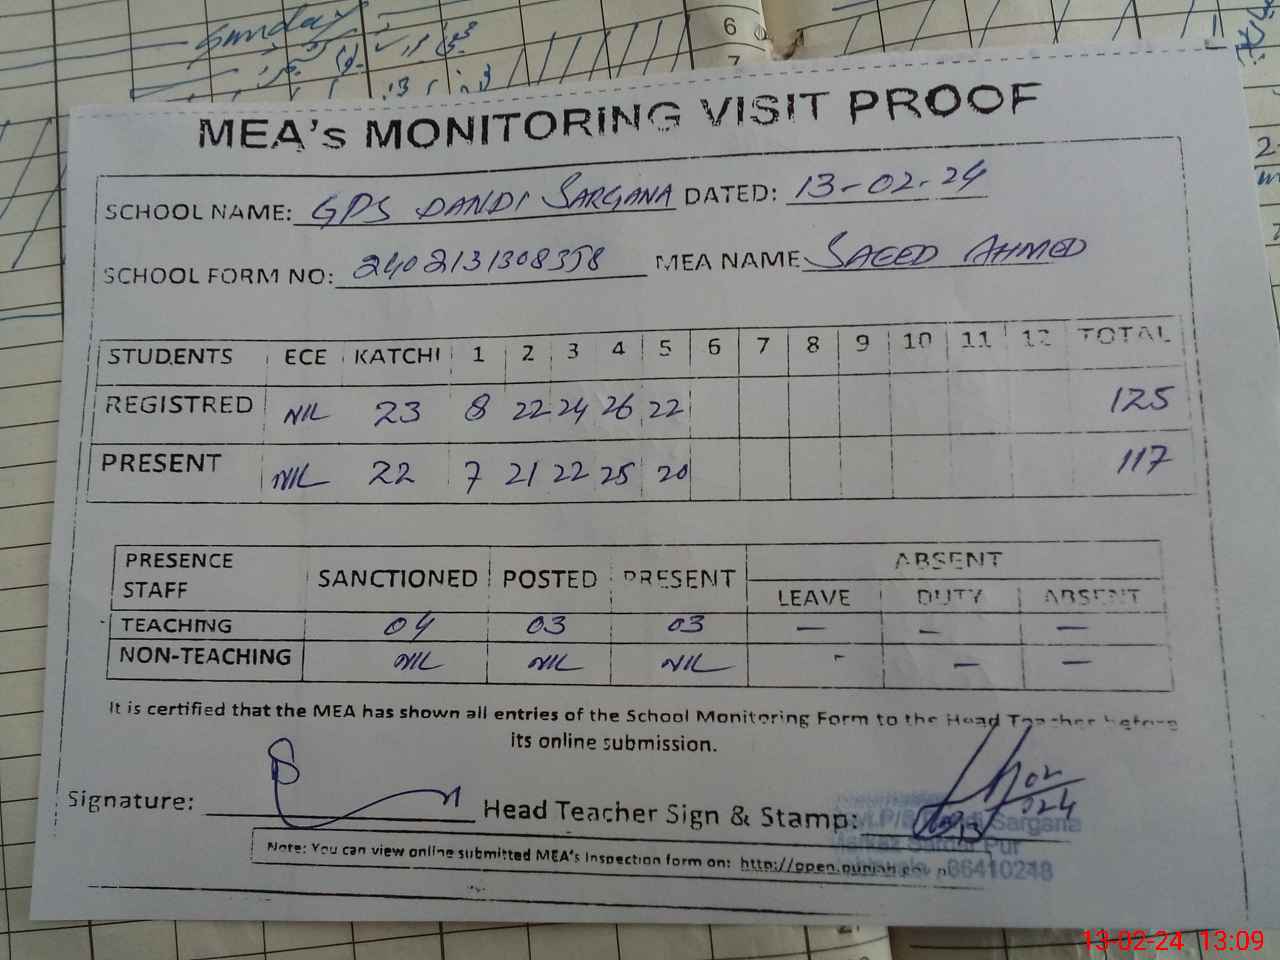 Sunday
6
7
MEA's MONITORING VISIT PROOF
SCHOOL NAME: GPS DANDI SARGANA DATED: 13-02-24
SCHOOL FORM NO: 2402131308358 MEA NAME SAEED AHMED
STUDENTS ECE KATCHI 1 2 3 4 5 6 7 8 9 10 11 12 TOTAL
REGISTRED NIL 23 8 22 24 26 22 125
PRESENT NIL 22 7 21 22 25 20 117
PRESENCE STAFF SANCTIONED POSTED PRESENT ABSENT
LEAVE DUTY ABSENT
TEACHING 04 03 03 – – –
NON-TEACHING NIL NIL NIL - – –
It is certified that the MEA has shown all entries of the School Monitoring Form to the Head Teacher before
its online submission.
Signature: Head Teacher Sign & Stamp:
Sargana
Pur
86410248
Note: You can view online submitted MEA's Inspection form on: http://open.punjab.gov.p
13-02-24 13:09